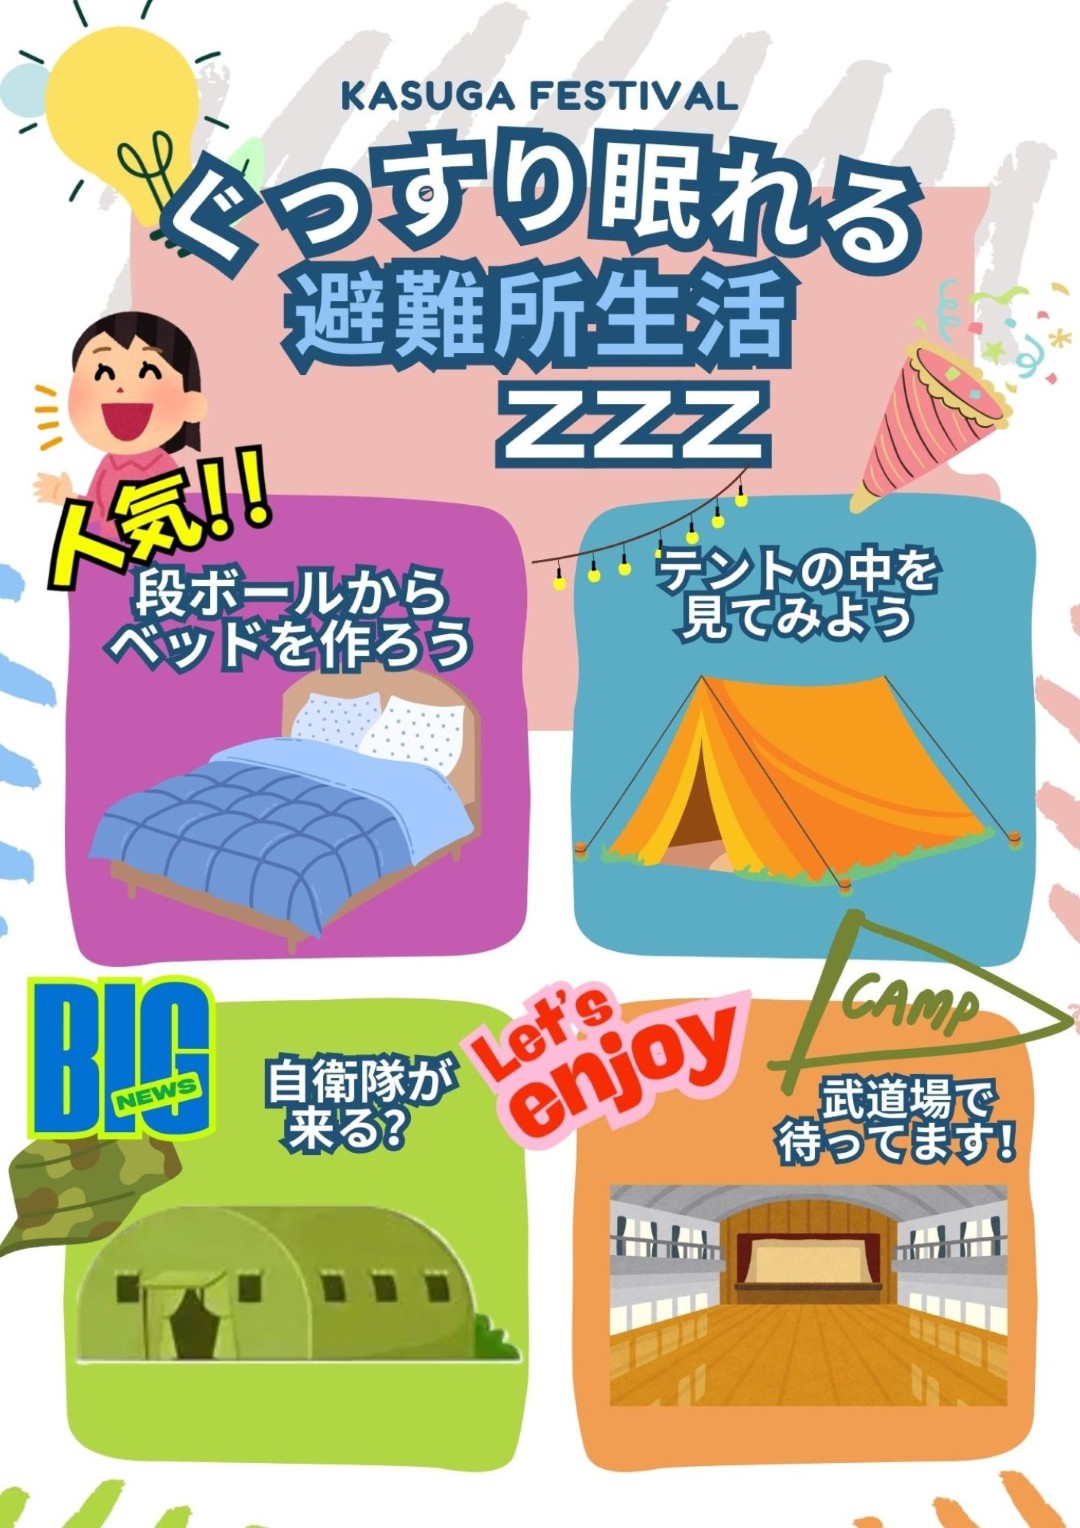 KASUGA FESTIVAL
ぐっすり眠れる
避難所生活
ZZZ
人気!!
段ボールから
ベッドを作ろう
テントの中を
見てみよう
BIG
NEWS
自衛隊が
来る?
Let's
enjoy
CAMP
武道場で
待ってます!